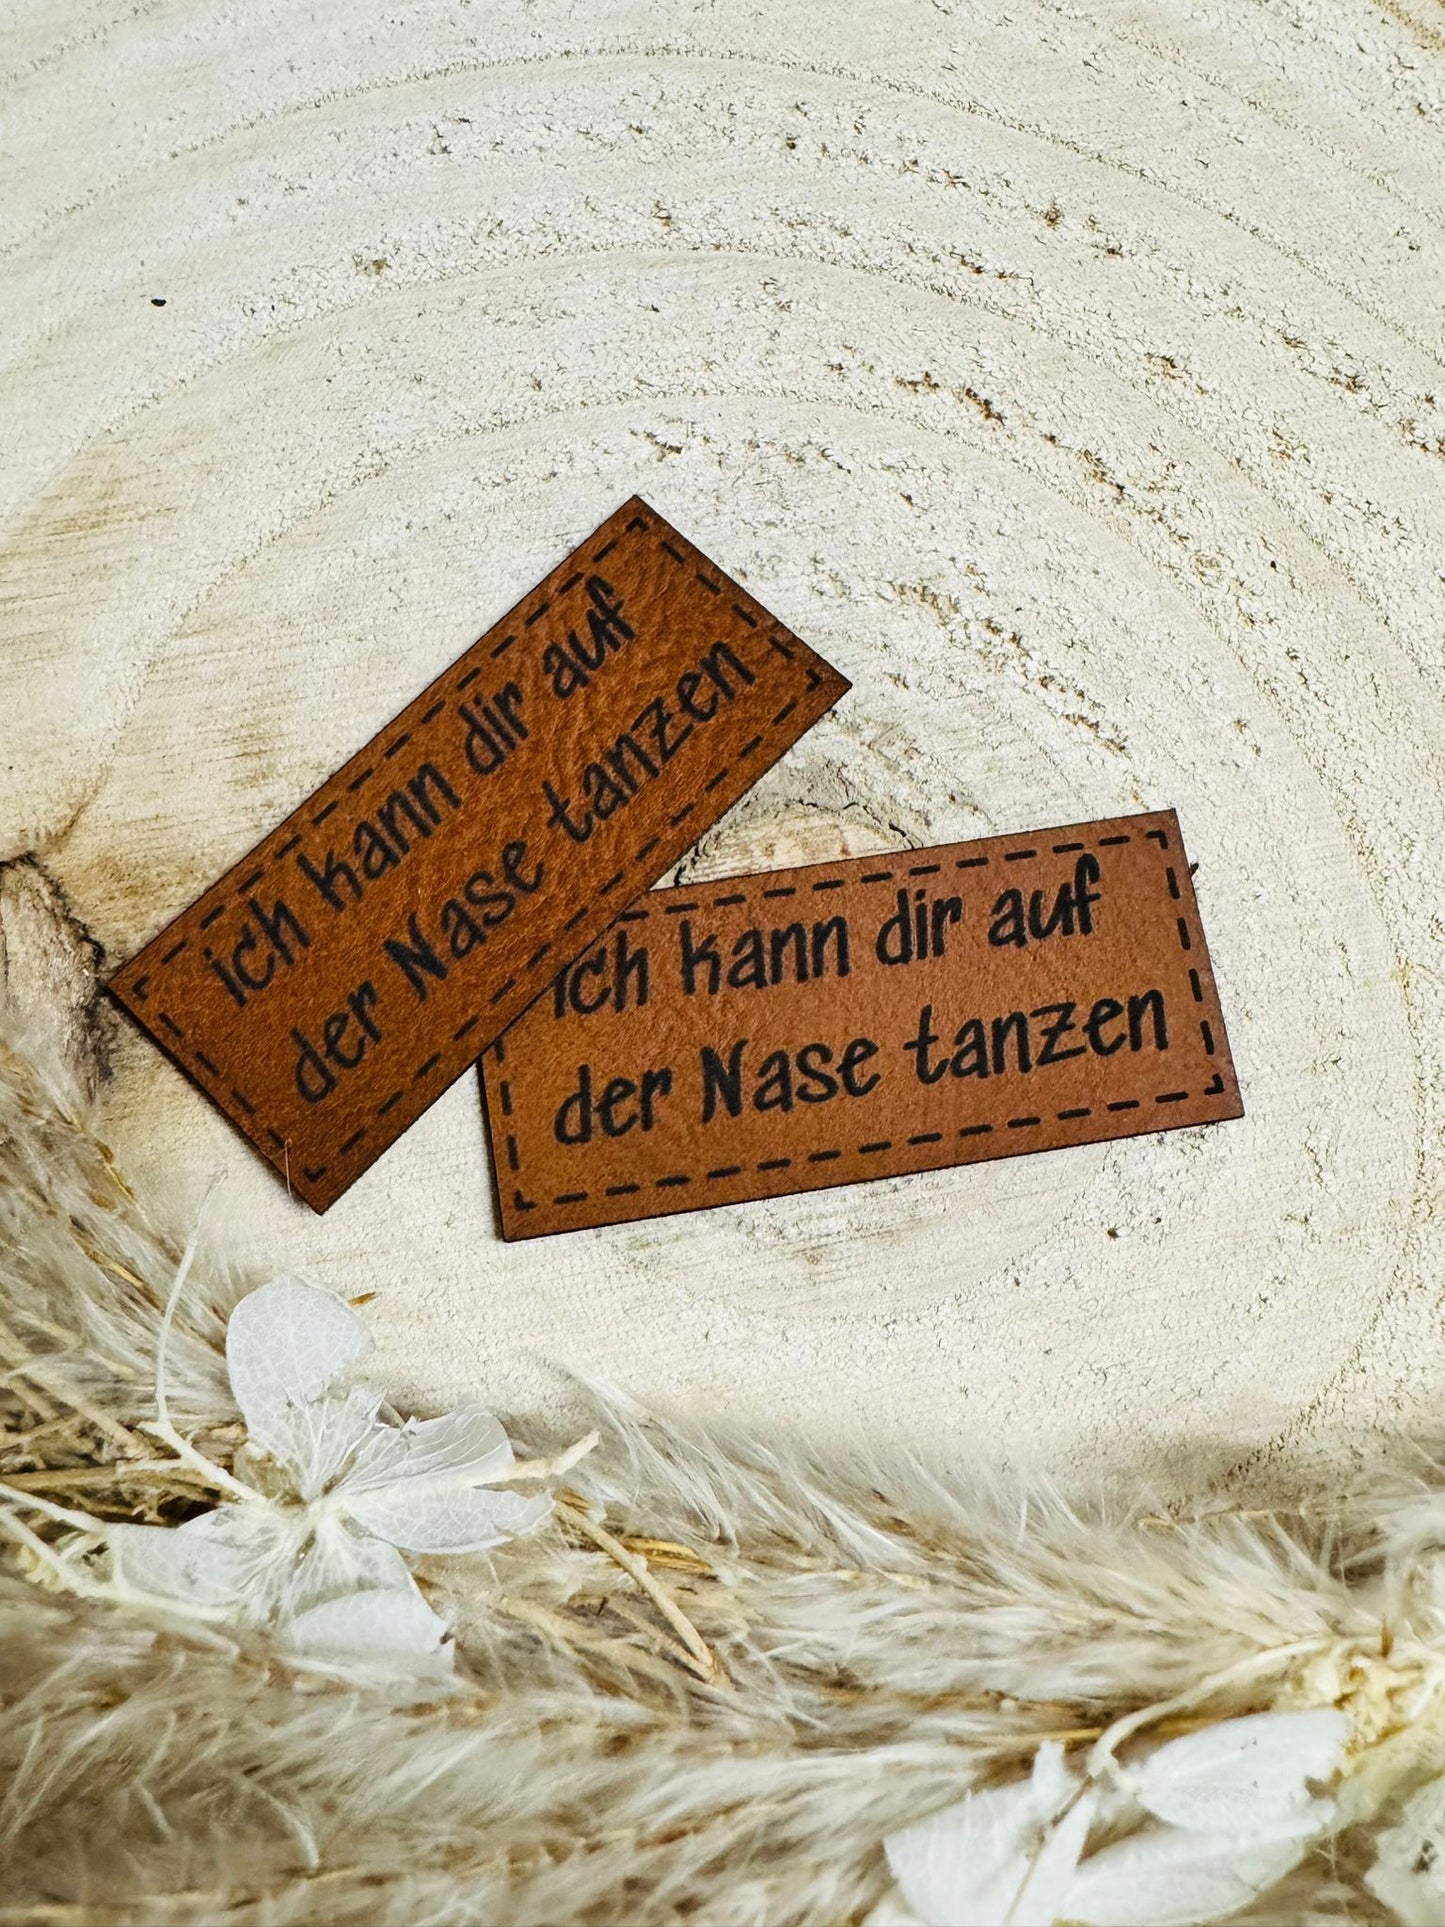 ich kann dir auf
der Nase tanzen
ich kann dir auf
der Nase tanzen